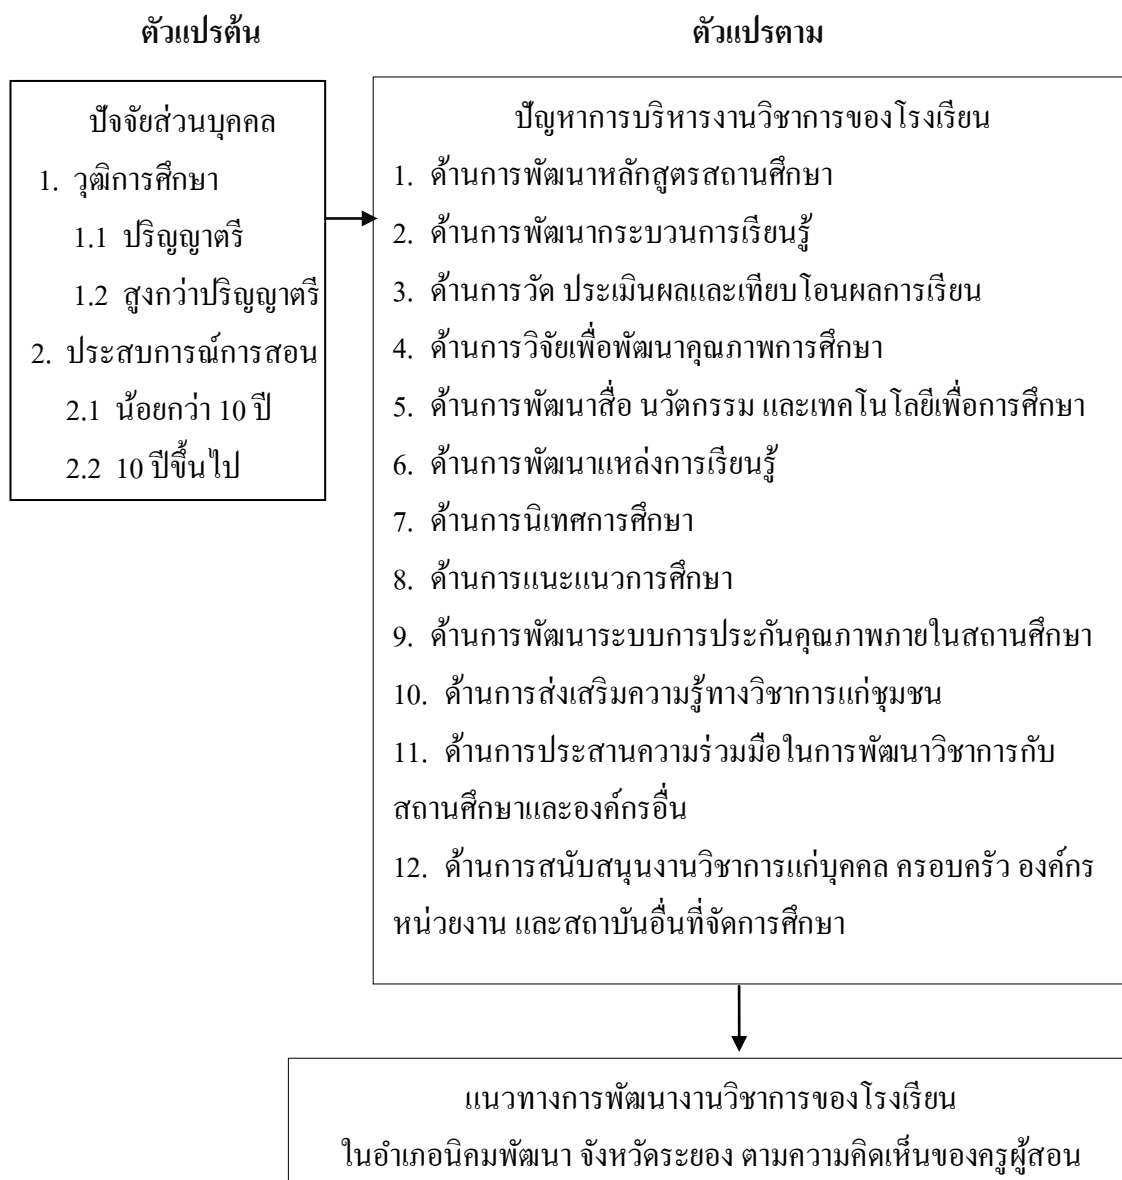 ตัวแปรต้น
ตัวแปรตาม
ปัจจัยส่วนบุคคล
1. วุฒิการศึกษา
1.1 ปริญญาตรี
1.2 สูงกว่าปริญญาตรี
2. ประสบการณ์การสอน
2.1 น้อยกว่า 10 ปี
2.2 10 ปีขึ้นไป
ปัญหาการบริหารงานวิชาการของโรงเรียน
1. ด้านการพัฒนาหลักสูตรสถานศึกษา
2. ด้านการพัฒนากระบวนการเรียนรู้
3. ด้านการวัด ประเมินผลและเทียบโอนผลการเรียน
4. ด้านการวิจัยเพื่อพัฒนาคุณภาพการศึกษา
5. ด้านการพัฒนาสื่อ นวัตกรรม และเทคโนโลยีเพื่อการศึกษา
6. ด้านการพัฒนาแหล่งการเรียนรู้
7. ด้านการนิเทศการศึกษา
8. ด้านการแนะแนวการศึกษา
9. ด้านการพัฒนาระบบการประกันคุณภาพภายในสถานศึกษา
10. ด้านการส่งเสริมความรู้ทางวิชาการแก่ชุมชน
11. ด้านการประสานความร่วมมือในการพัฒนาวิชาการกับ
สถานศึกษาและองค์กรอื่น
12. ด้านการสนับสนุนงานวิชาการแก่บุคคล ครอบครัว องค์กร
หน่วยงาน และสถาบันอื่นที่จัดการศึกษา
แนวทางการพัฒนางานวิชาการของโรงเรียน
ในอำเภอนิคมพัฒนา จังหวัดระยอง ตามความคิดเห็นของครูผู้สอน